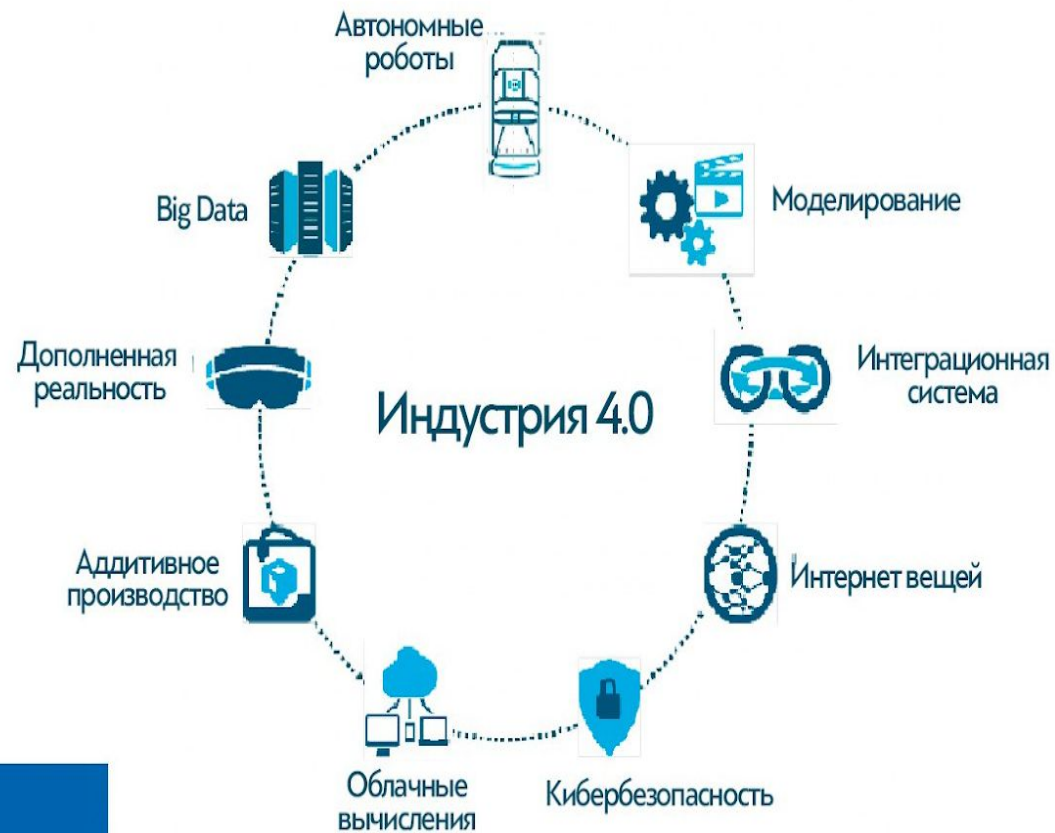 Автономные
роботы
Big Data
Моделирование
Дополненная
реальность
Интеграционная
система
Индустрия 4.0
Аддитивное
производство
Интернет вещей
Облачные
вычисления
Кибербезопасность